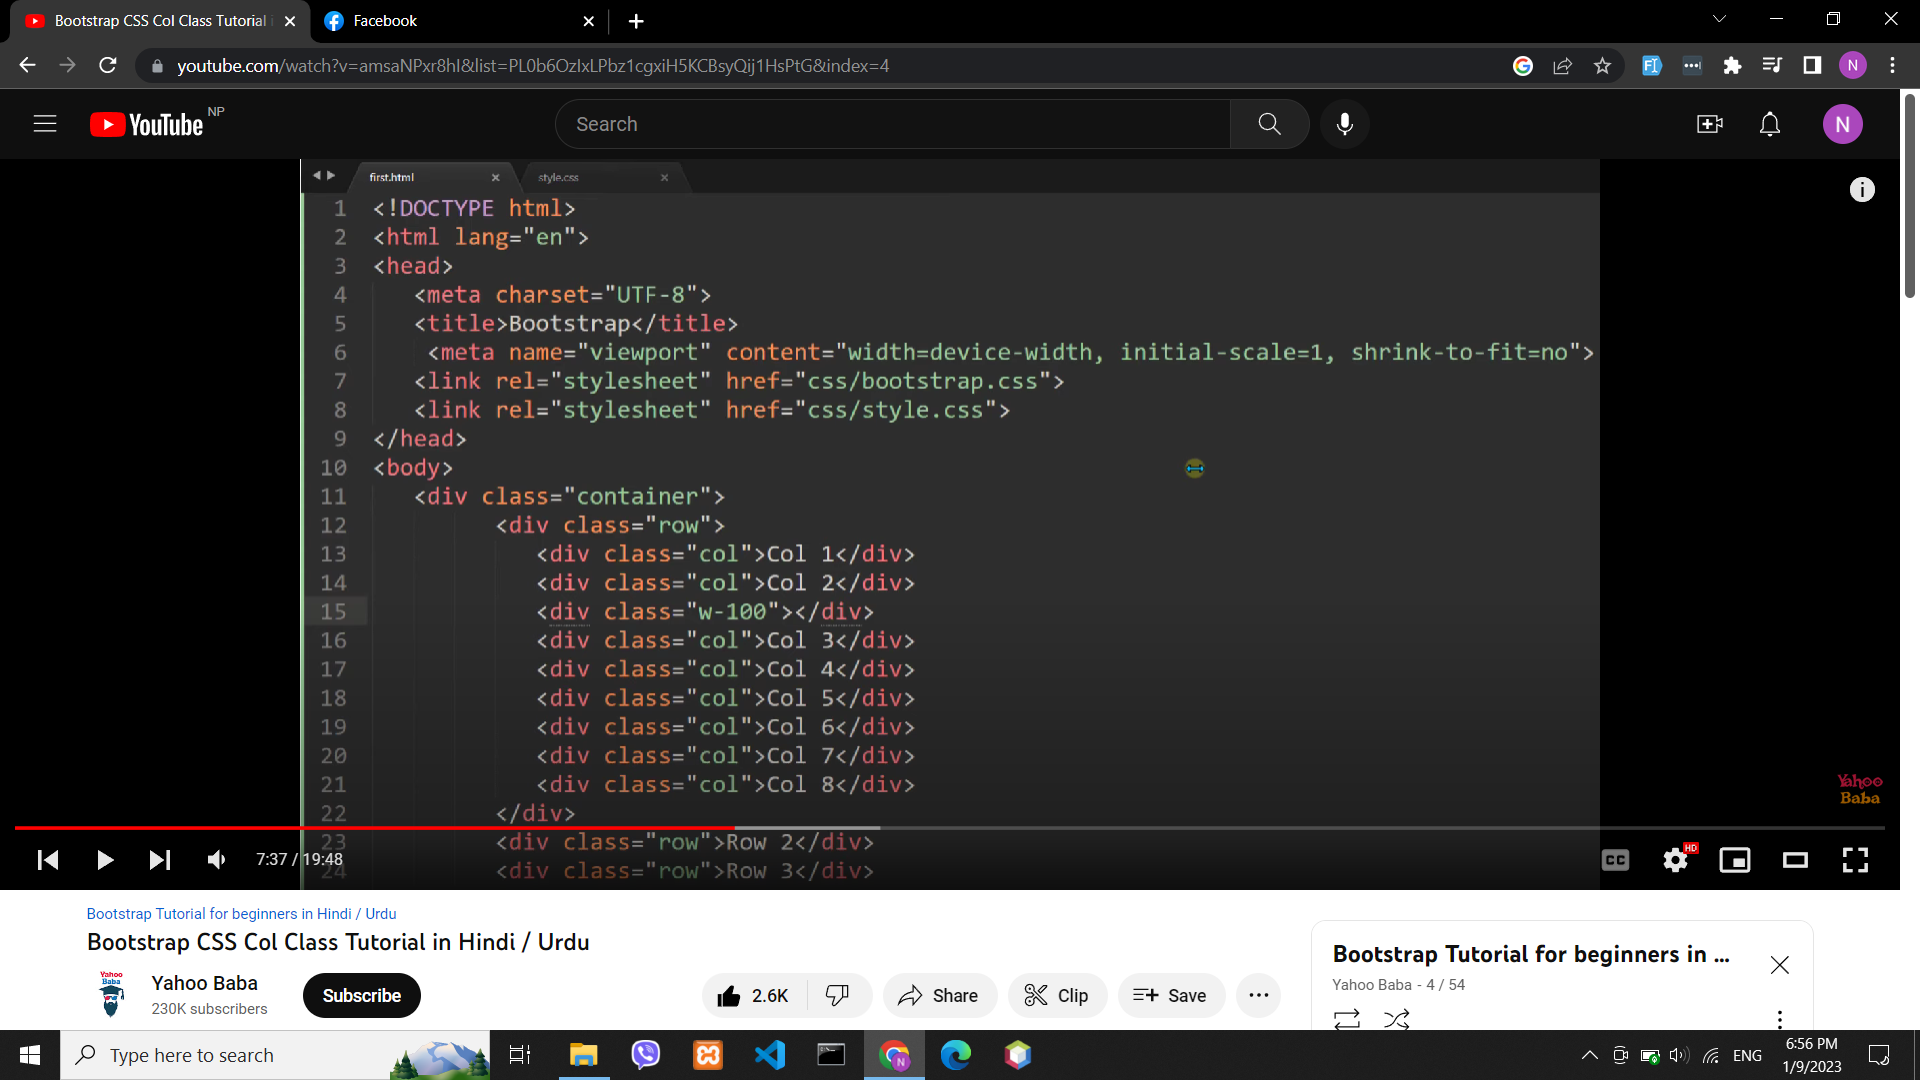 Bootstrap CSS Col Class Tutorial i
Facebook
youtube.com/watch?v=amsaNPxr8hI&list=PL0b6OzIxLPbz1cgxiH5KCBsyQij1HsPtG&index=4
N
YouTube NP
Search
N
first.html
style.css
1 <!DOCTYPE html>
2 <html lang="en">
3 <head>
4 <meta charset="UTF-8">
5 <title>Bootstrap</title>
6 <meta name="viewport" content="width=device-width, initial-scale=1, shrink-to-fit=no">
7 <link rel="stylesheet" href="css/bootstrap.css">
8 <link rel="stylesheet" href="css/style.css">
9 </head>
10 <body>
11 <div class="container">
12 <div class="row">
13 <div class="col">Col 1</div>
14 <div class="col">Col 2</div>
15 <div class="w-100"></div>
16 <div class="col">Col 3</div>
17 <div class="col">Col 4</div>
18 <div class="col">Col 5</div>
19 <div class="col">Col 6</div>
20 <div class="col">Col 7</div>
21 <div class="col">Col 8</div>
22 </div>
23 <div class="row">Row 2</div>
24 <div class="row">Row 3</div>
Yahoo
Baba
7:37 / 19:48
CC
HD
Bootstrap Tutorial for beginners in Hindi / Urdu
Bootstrap CSS Col Class Tutorial in Hindi / Urdu
Yahoo
Baba
Yahoo Baba
230K subscribers
Subscribe
2.6K
Share
Clip
Save
Bootstrap Tutorial for beginners in ...
Yahoo Baba - 4 / 54
Type here to search
N
ENG
6:56 PM
1/9/2023